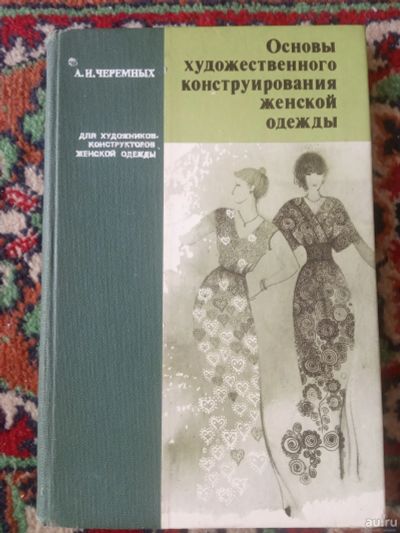 А. И. ЧЕРЕМНЫХ
Основы
художественного
конструирования
женской
одежды
ДЛЯ ХУДОЖНИКОВ-
КОНСТРУКТОРОВ
ЖЕНСКОЙ ОДЕЖДЫ
au.ru